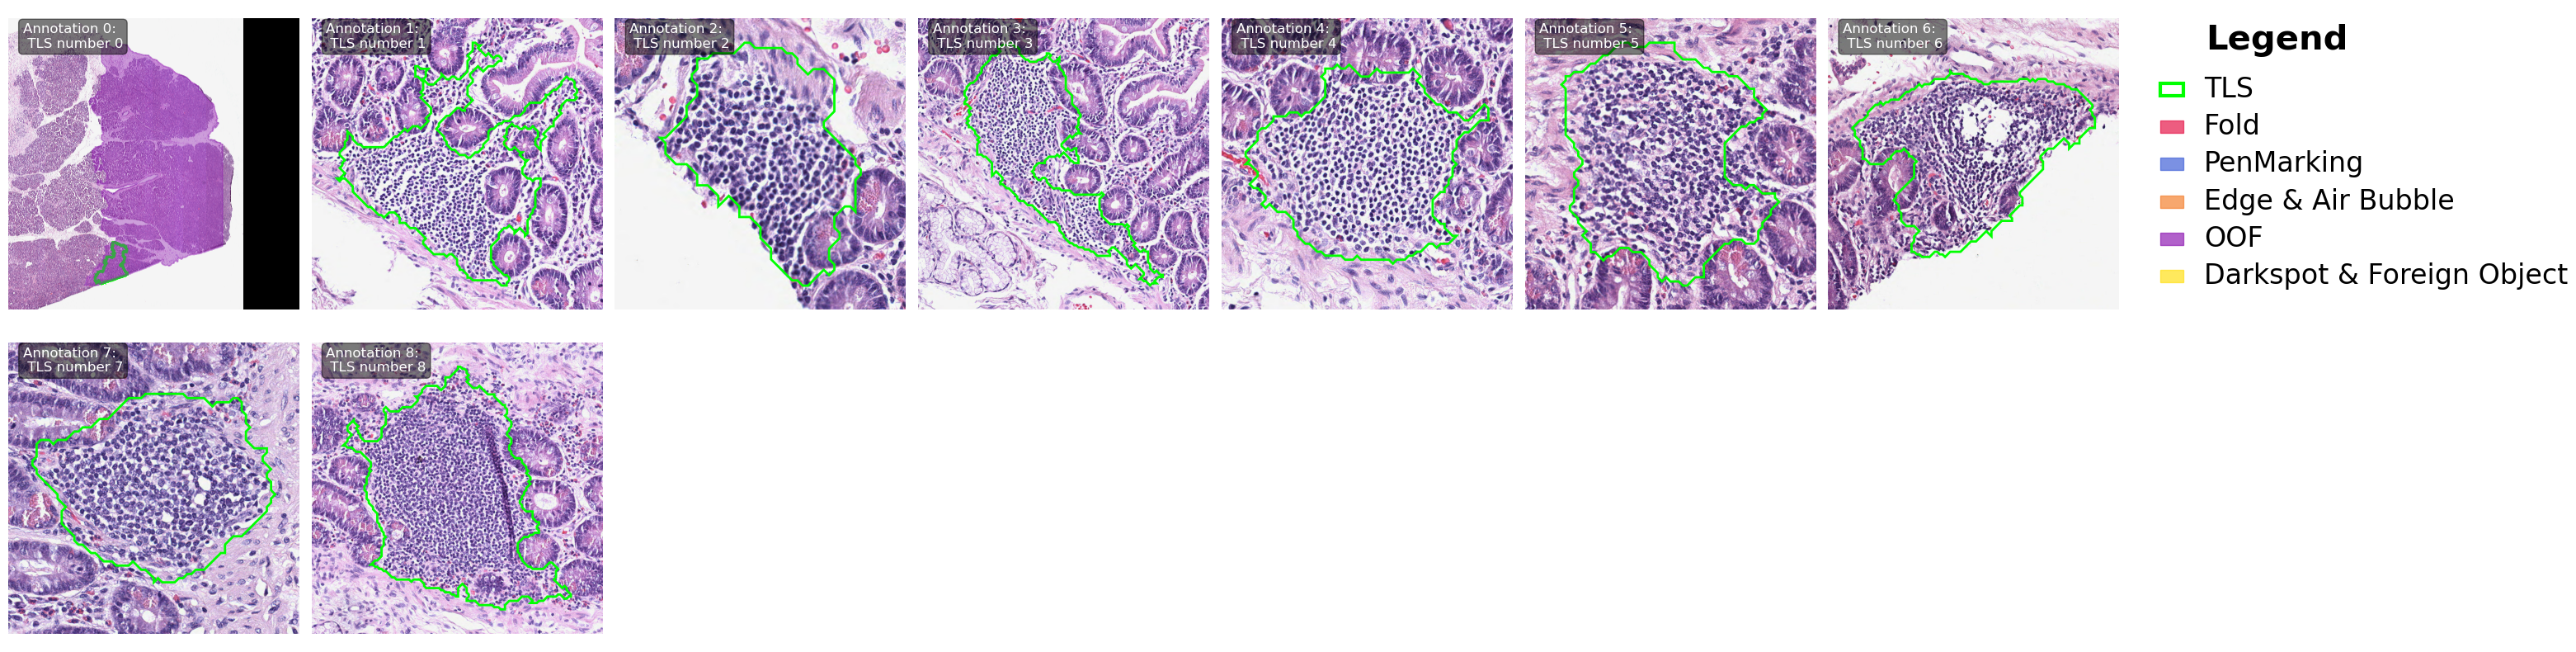 Annotation 0:
TLS number 0
Annotation 1:
TLS number 1
Annotation 2:
TLS number 2
Annotation 3:
TLS number 3
Annotation 4:
TLS number 4
Annotation 5:
TLS number 5
Annotation 6:
TLS number 6
Legend
TLS
Fold
PenMarking
Edge & Air Bubble
OOF
Darkspot & Foreign Object
Annotation 7:
TLS number 7
Annotation 8:
TLS number 8